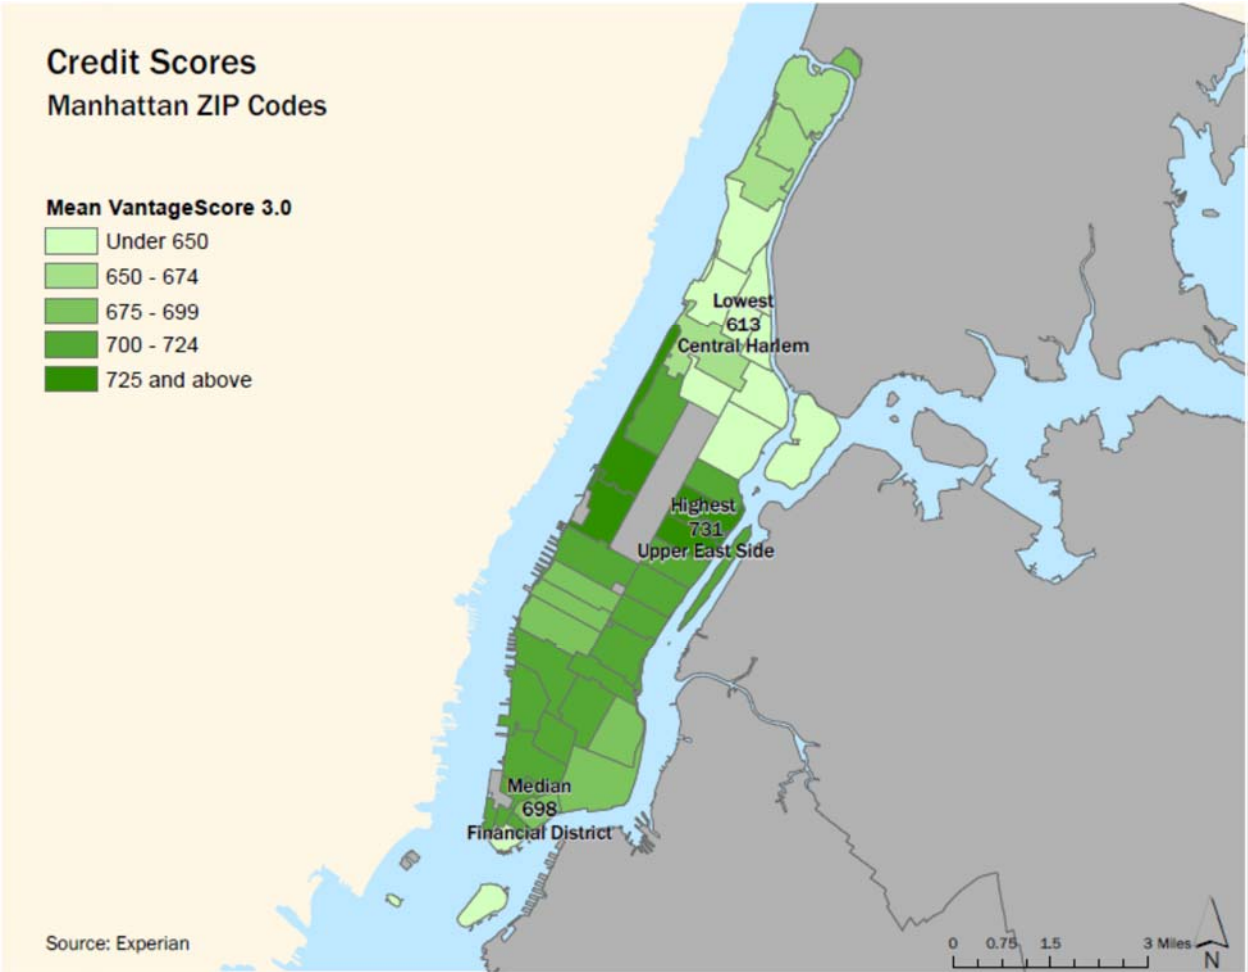 Credit Scores
Manhattan ZIP Codes
Mean VantageScore 3.0
Under 650
650 - 674
675 - 699
700 - 724
725 and above
Lowest
613
Central Harlem
Highest
731
Upper East Side
Median
698
Financial District
Source: Experian
0 0.75 1.5 3 Miles
N